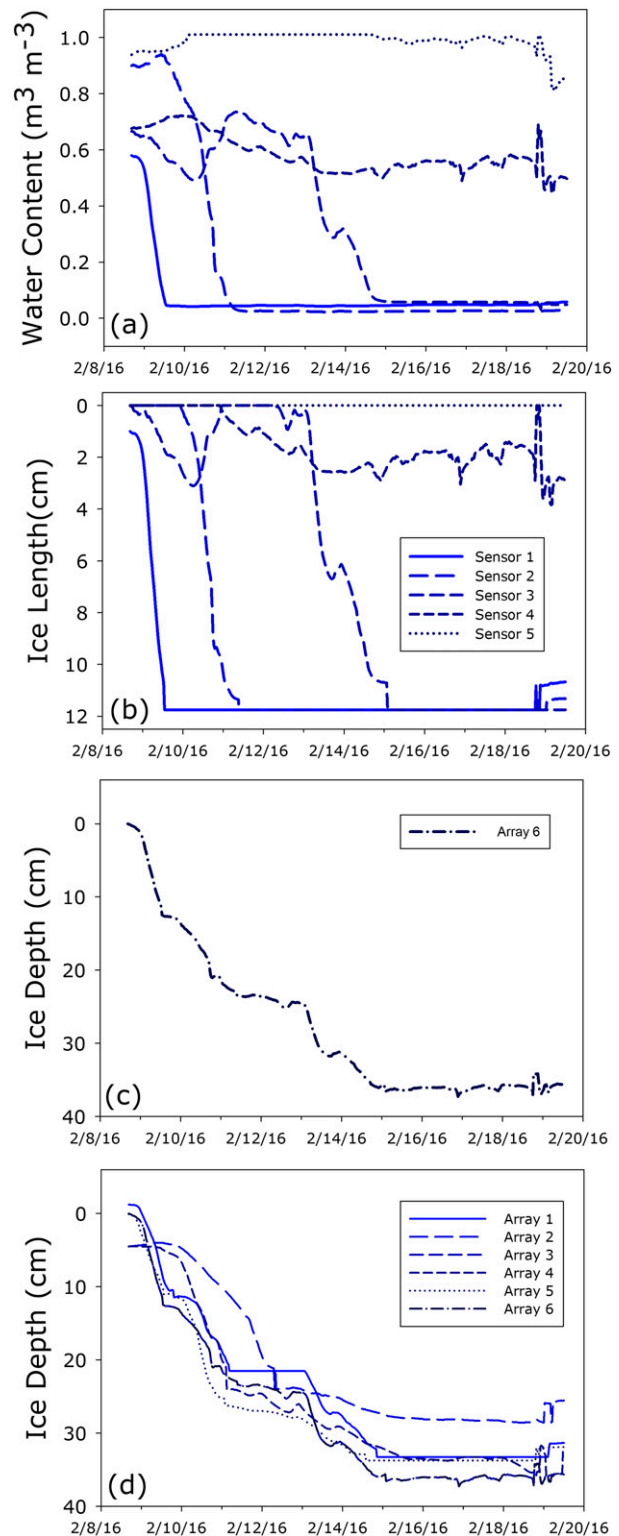 Water Content (m³ m⁻³)
1.0
0.8
0.6
0.4
0.2
0.0
(a)
2/8/16 2/10/16 2/12/16 2/14/16 2/16/16 2/18/16 2/20/16
Ice Length(cm)
0
2
4
6
8
10
12
Sensor 1
Sensor 2
Sensor 3
Sensor 4
Sensor 5
(b)
2/8/16 2/10/16 2/12/16 2/14/16 2/16/16 2/18/16 2/20/16
Ice Depth (cm)
0
10
20
30
40
Array 6
(c)
2/8/16 2/10/16 2/12/16 2/14/16 2/16/16 2/18/16 2/20/16
Ice Depth (cm)
0
10
20
30
40
Array 1
Array 2
Array 3
Array 4
Array 5
Array 6
(d)
2/8/16 2/10/16 2/12/16 2/14/16 2/16/16 2/18/16 2/20/16